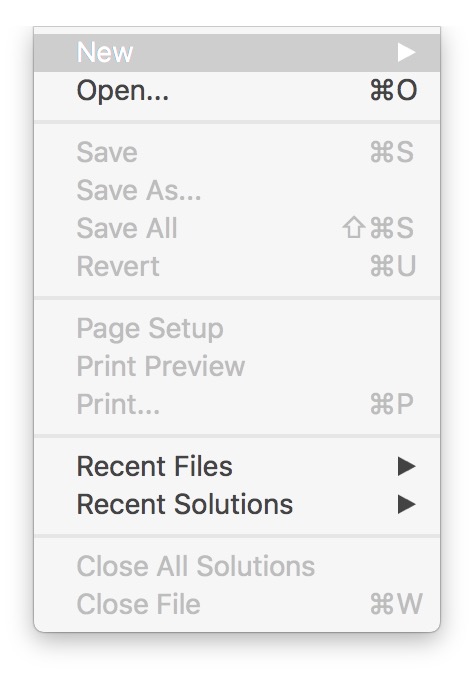 New ▶
Open... ⌘O
Save ⌘S
Save As...
Save All ⇧⌘S
Revert ⌘U
Page Setup
Print Preview
Print... ⌘P
Recent Files ▶
Recent Solutions ▶
Close All Solutions
Close File ⌘W